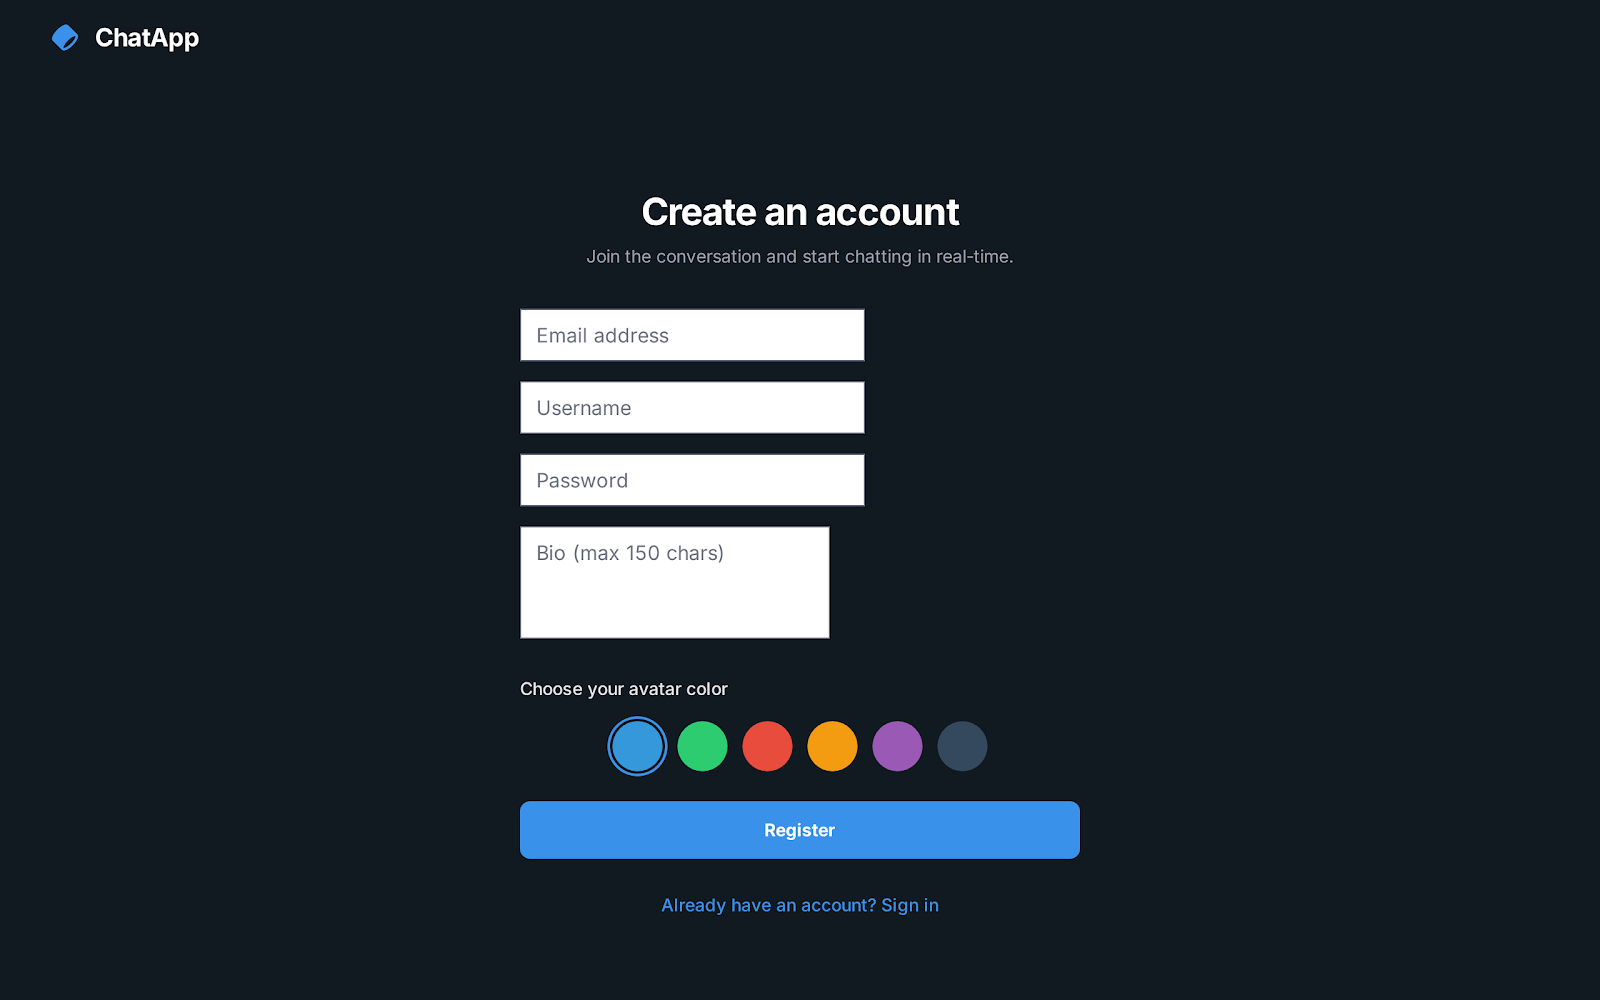 ChatApp
Create an account
Join the conversation and start chatting in real-time.
Email address
Username
Password
Bio (max 150 chars)
Choose your avatar color
Register
Already have an account? Sign in